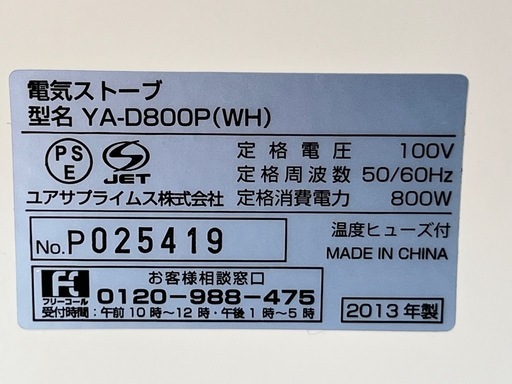 電気ストーブ
型名 YA-D800P(WH)
PS
E
JET
定格電圧 100V
定格周波数 50/60Hz
ユアサプライムス株式会社 定格消費電力 800W
No.P025419
温度ヒューズ付
MADE IN CHINA
お客様相談窓口
フリーコール 0120-988-475
受付時間：午前10時～12時・午後1時～5時
2013年製